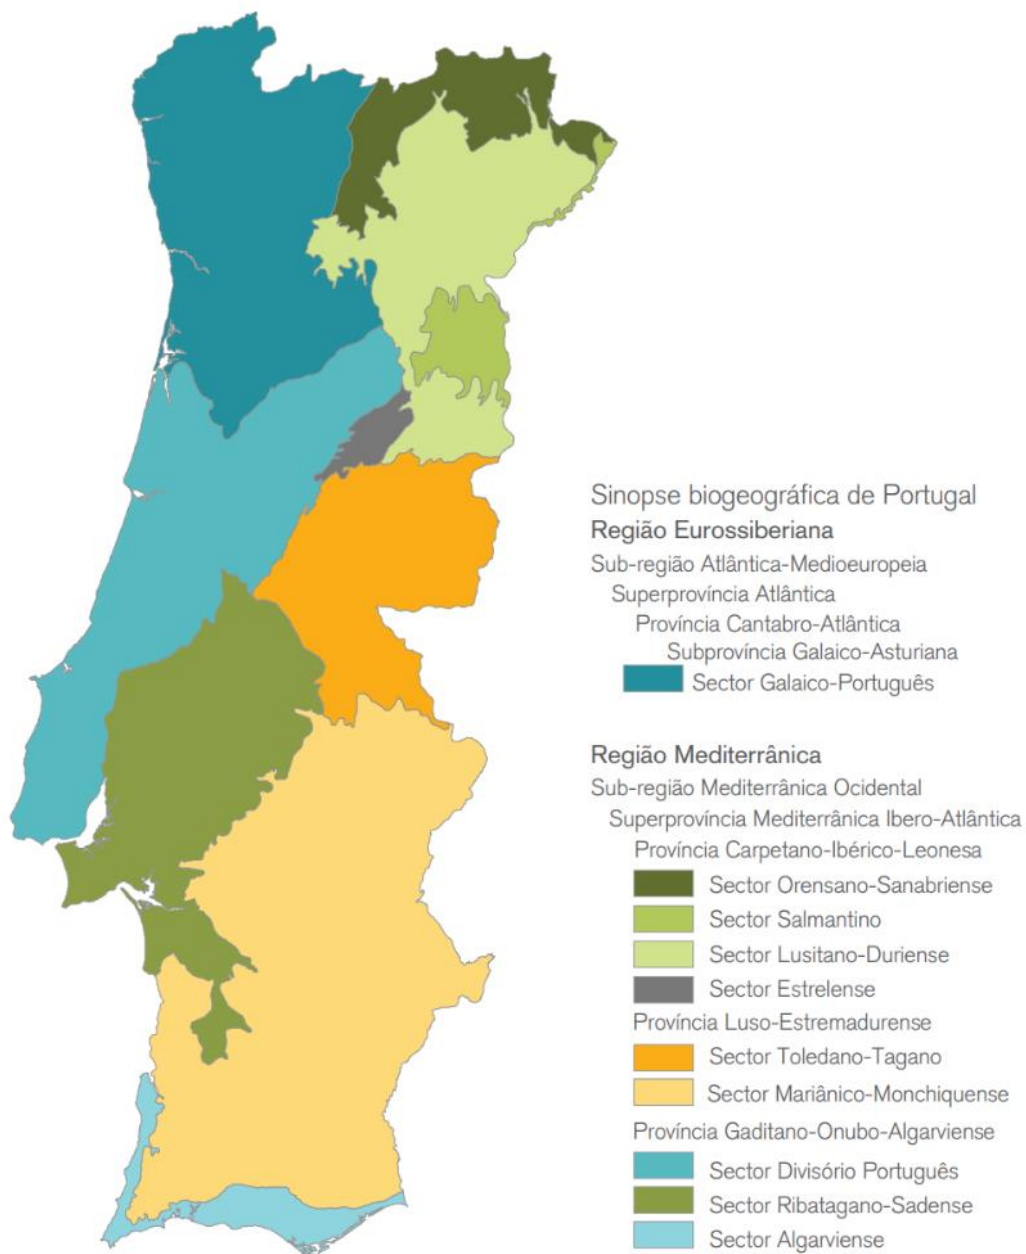 Sinopse biogeográfica de Portugal
Região Eurossiberiana
Sub-região Atlântica-Medioeuropeia
Superprovíncia Atlântica
Província Cantabro-Atlântica
Subprovíncia Galaico-Asturiana
Sector Galaico-Português
Região Mediterrânica
Sub-região Mediterrânica Ocidental
Superprovíncia Mediterrânica Ibero-Atlântica
Província Carpetano-Ibérico-Leonesa
Sector Orensano-Sanabriense
Sector Salmantino
Sector Lusitano-Duriense
Sector Estrelense
Província Luso-Estremadurense
Sector Toledano-Tagano
Sector Mariânico-Monchiquense
Província Gaditano-Onubo-Algarviense
Sector Divisório Português
Sector Ribatagano-Sadense
Sector Algarviense